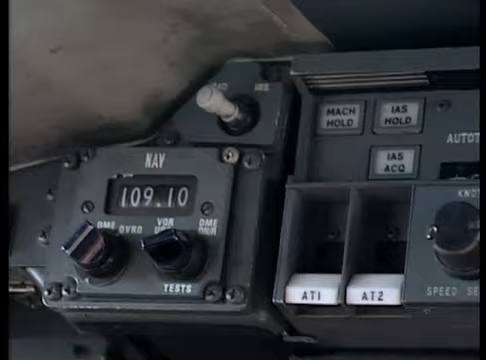 MACH HOLD
IAS HOLD
IAS ACQ
AUTOT
NAV
109.10
DME OVRD
VOR
DME
TESTS
KNO
AT1
AT2
SPEED SE